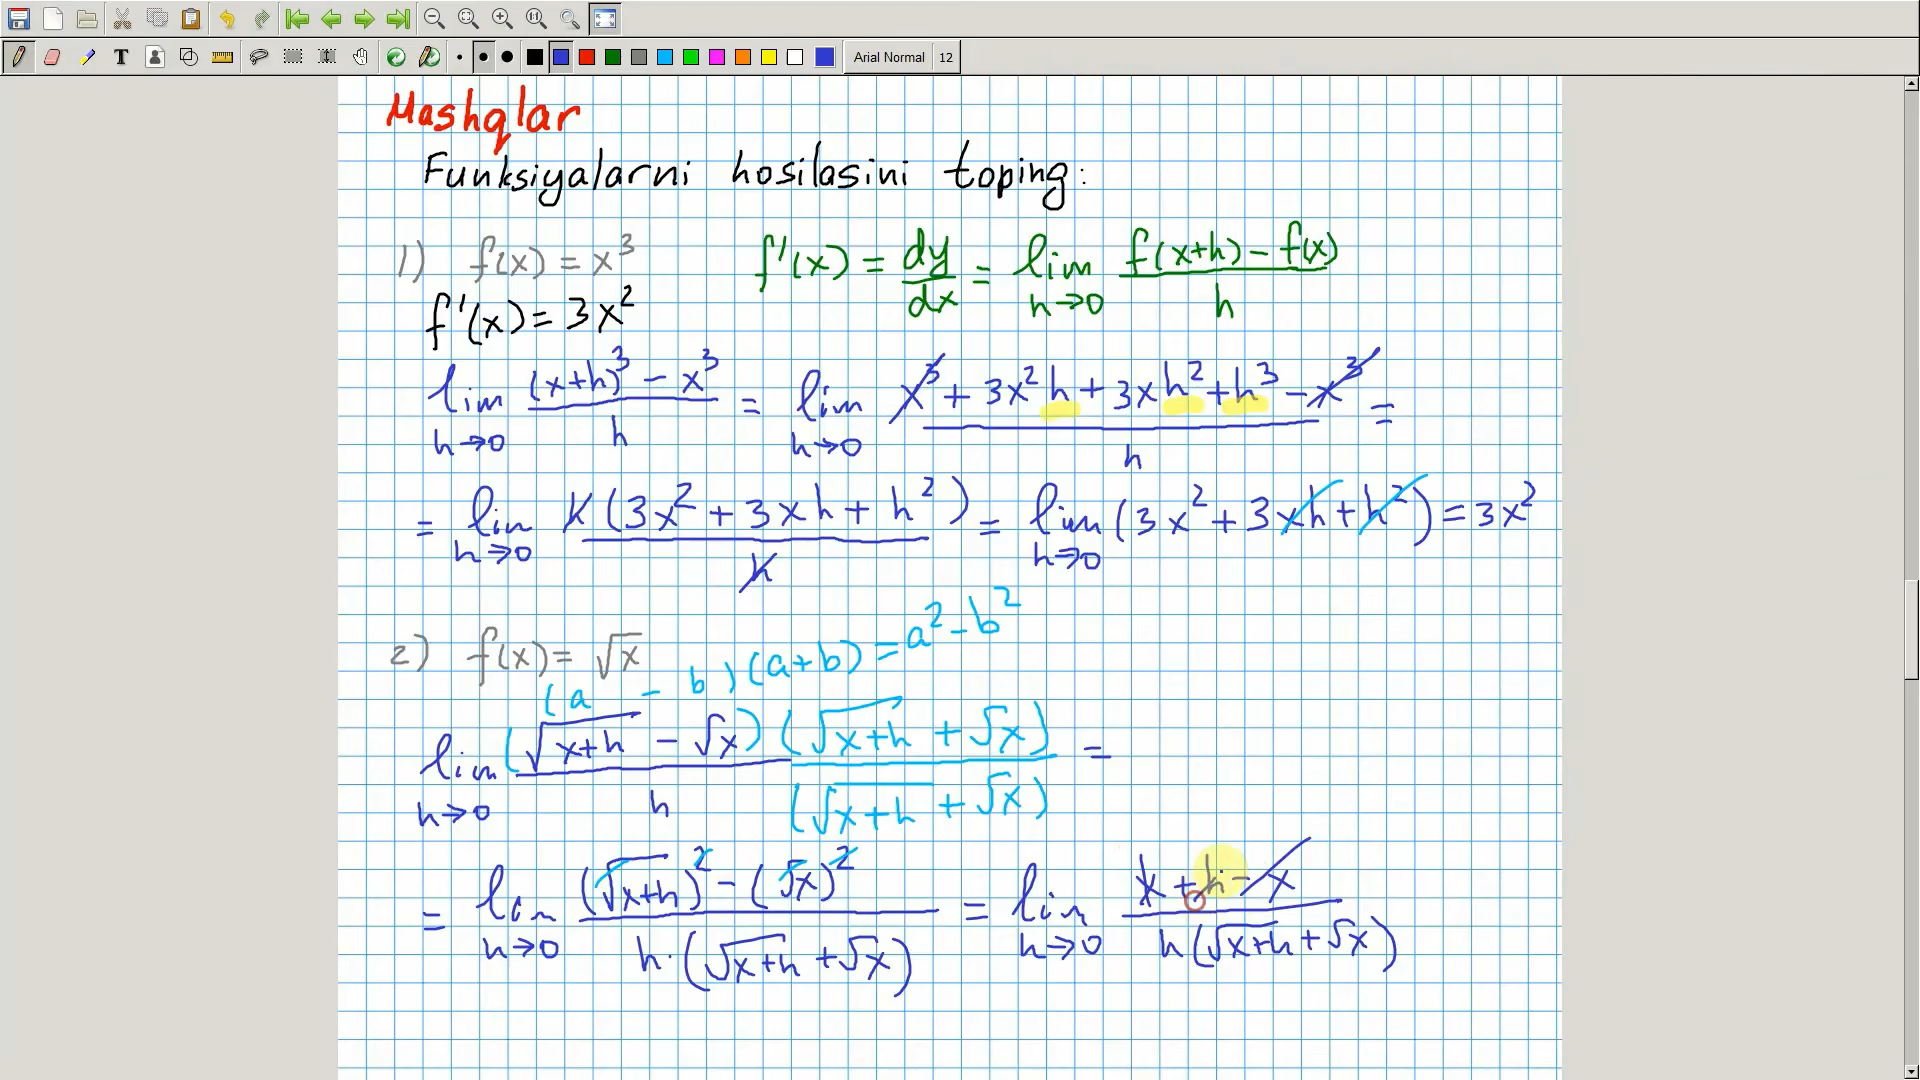 Arial Normal 12
Mashqlar
Funksiyalarni hosilasini toping:
1) f(x) = x³ f'(x) = dy/dx = lim h→0 (f(x+h) - f(x))/h
f'(x) = 3x²
lim h→0 ((x+h)³ - x³)/h = lim h→0 (x³ + 3x²h + 3xh² + h³ - x³)/h =
= lim h→0 h(3x² + 3xh + h²)/h = lim h→0 (3x² + 3xh + h²) = 3x²
2) f(x) = √x
(a - b)(a+b) = a² - b²
lim h→0 (√(x+h) - √x)/h (√(x+h) + √x)/(√(x+h) + √x) =
= lim h→0 ((√(x+h))² - (√x)²)/(h·(√(x+h) + √x)) = lim h→0 (x + h - x)/(h(√(x+h) + √x))